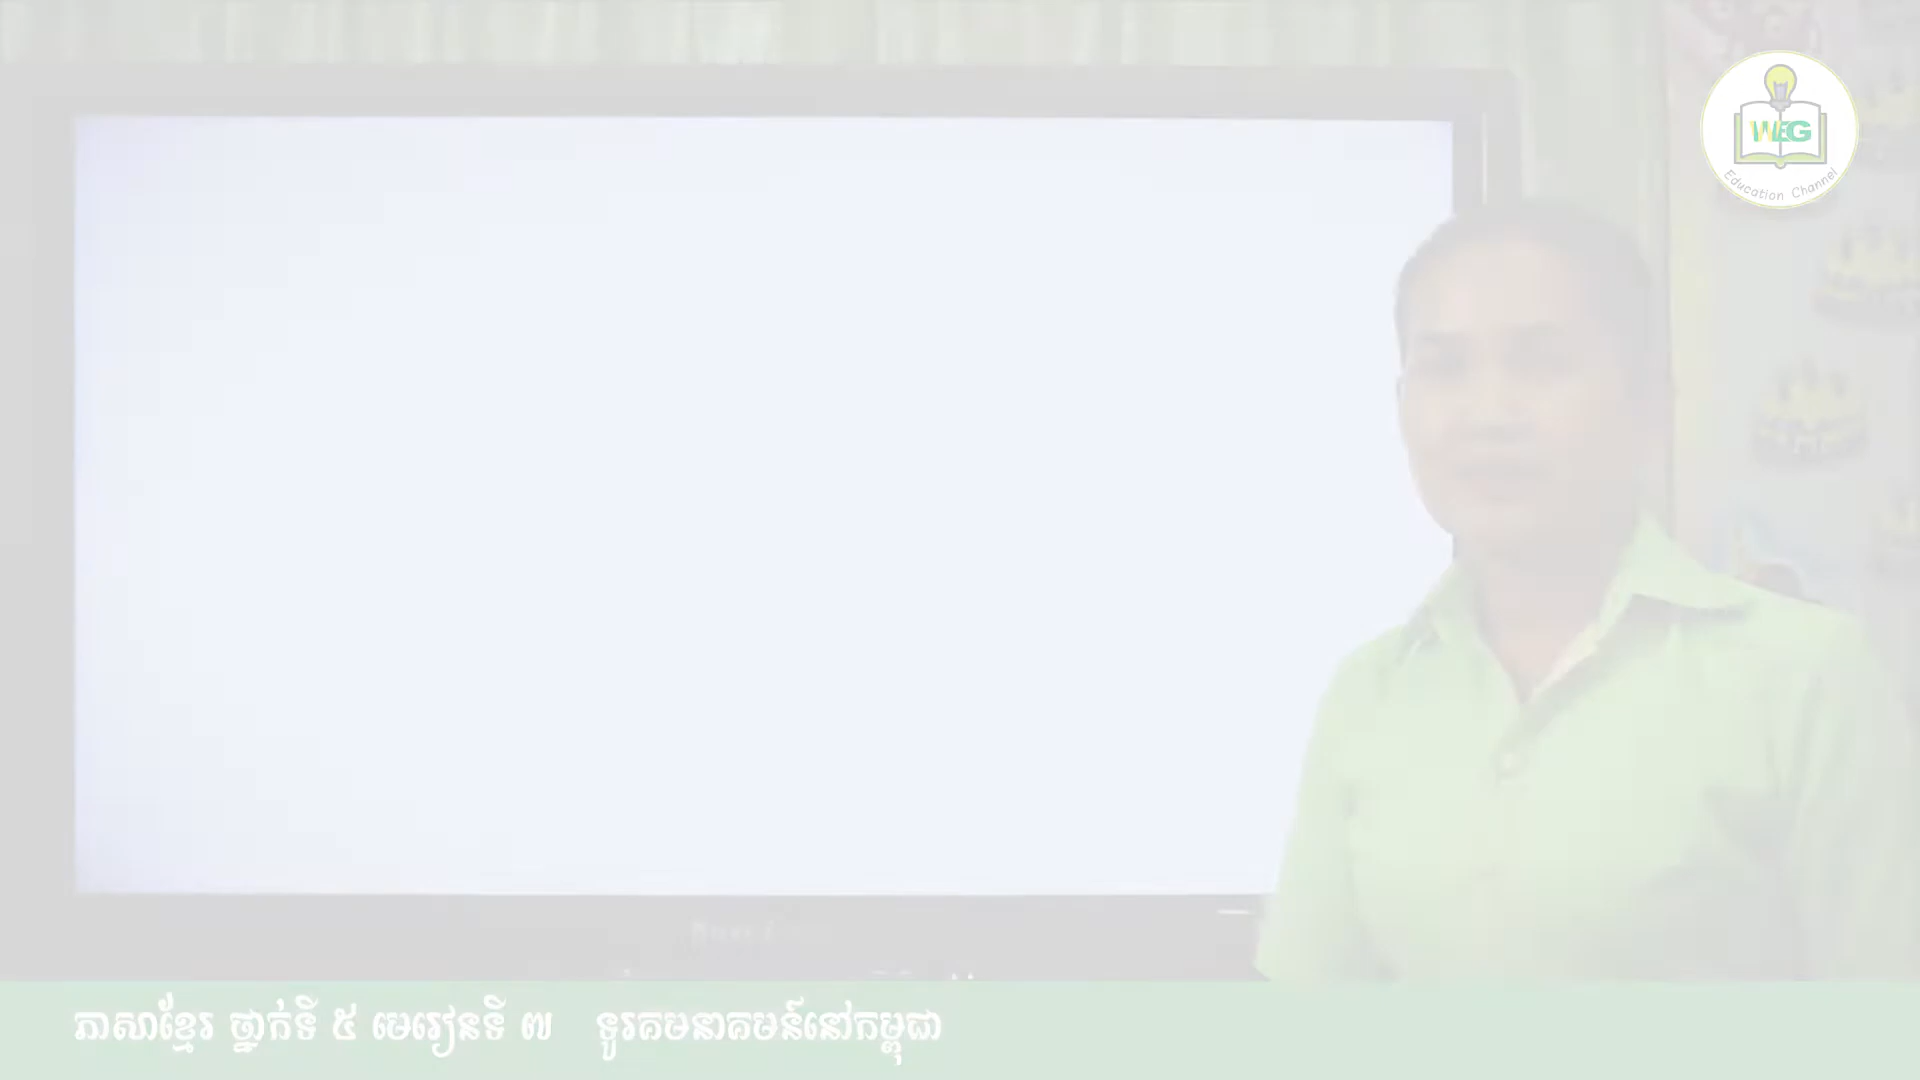 WEG
Education Channel
ភាសាខ្មែរ ថ្នាក់ទី ៥ មេរៀនទី ៧ ទូរគមនាគមន៍នៅកម្ពុជា